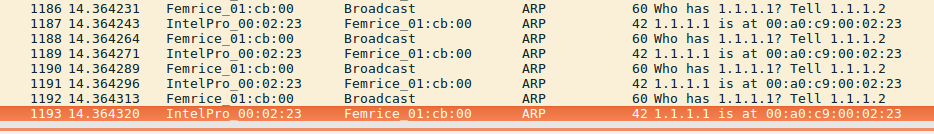 1186 14.364231 Femrice_01:cb:00 Broadcast ARP 60 Who has 1.1.1.1? Tell 1.1.1.2
1187 14.364243 IntelPro_00:02:23 Femrice_01:cb:00 ARP 42 1.1.1.1 is at 00:a0:c9:00:02:23
1188 14.364264 Femrice_01:cb:00 Broadcast ARP 60 Who has 1.1.1.1? Tell 1.1.1.2
1189 14.364271 IntelPro_00:02:23 Femrice_01:cb:00 ARP 42 1.1.1.1 is at 00:a0:c9:00:02:23
1190 14.364289 Femrice_01:cb:00 Broadcast ARP 60 Who has 1.1.1.1? Tell 1.1.1.2
1191 14.364296 IntelPro_00:02:23 Femrice_01:cb:00 ARP 42 1.1.1.1 is at 00:a0:c9:00:02:23
1192 14.364313 Femrice_01:cb:00 Broadcast ARP 60 Who has 1.1.1.1? Tell 1.1.1.2
1193 14.364320 IntelPro_00:02:23 Femrice_01:cb:00 ARP 42 1.1.1.1 is at 00:a0:c9:00:02:23